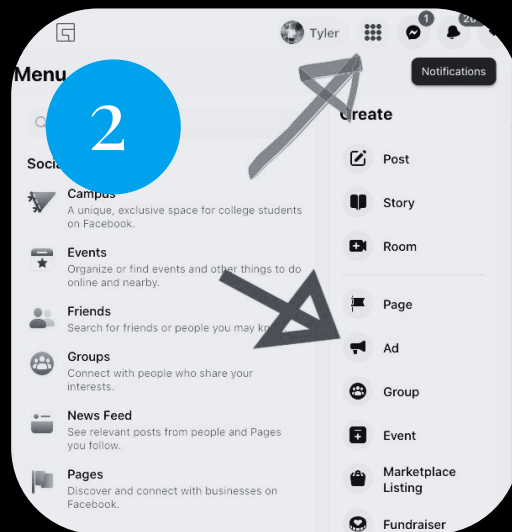 Tyler
1
Menu
Notifications
2
Create
Campus
A unique, exclusive space for college students
on Facebook.
Events
Organize or find events and other things to do
online and nearby.
Friends
Search for friends or people you may
Groups
Connect with people who share your
interests.
News Feed
See relevant posts from people and Pages
you follow.
Pages
Discover and connect with businesses on
Facebook.
Post
Story
Room
Page
Ad
Group
Event
Marketplace
Listing
Fundraiser